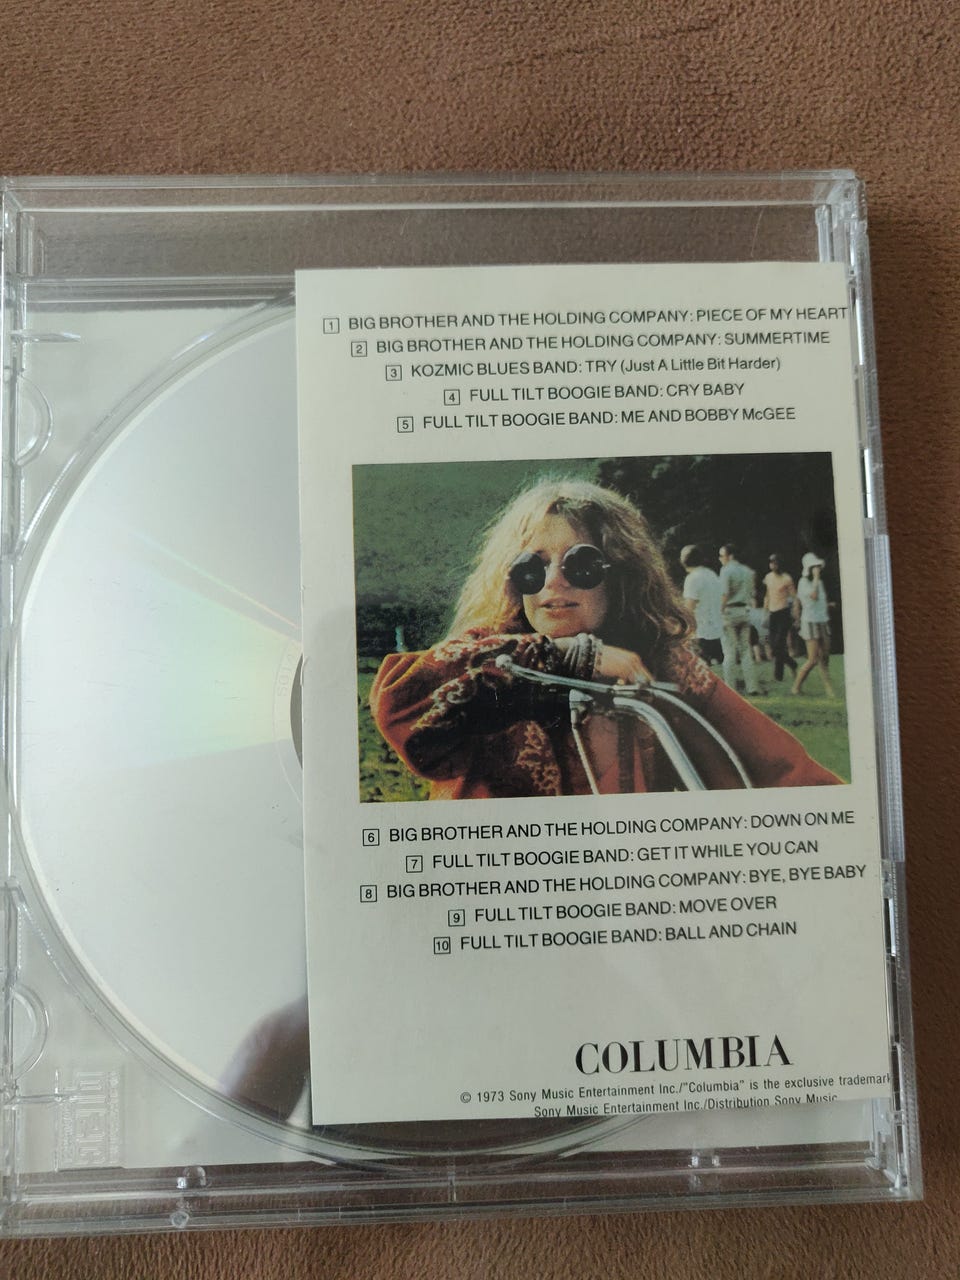 1 BIG BROTHER AND THE HOLDING COMPANY: PIECE OF MY HEART
2 BIG BROTHER AND THE HOLDING COMPANY: SUMMERTIME
3 KOZMIC BLUES BAND: TRY (Just A Little Bit Harder)
4 FULL TILT BOOGIE BAND: CRY BABY
5 FULL TILT BOOGIE BAND: ME AND BOBBY McGEE
6 BIG BROTHER AND THE HOLDING COMPANY: DOWN ON ME
7 FULL TILT BOOGIE BAND: GET IT WHILE YOU CAN
8 BIG BROTHER AND THE HOLDING COMPANY: BYE, BYE BABY
9 FULL TILT BOOGIE BAND: MOVE OVER
10 FULL TILT BOOGIE BAND: BALL AND CHAIN
COLUMBIA
© 1973 Sony Music Entertainment Inc./"Columbia" is the exclusive trademark
Sony Music Entertainment Inc./Distribution Sony Music